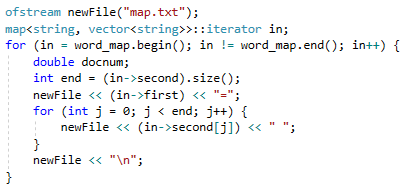 ofstream newFile("map.txt");
map<string, vector<string>>::iterator in;
for (in = word_map.begin(); in != word_map.end(); in++) {
    double docnum;
    int end = (in->second).size();
    newFile << (in->first) << "=";
    for (int j = 0; j < end; j++) {
        newFile << (in->second[j]) << " ";
    }
    newFile << "\n";
}